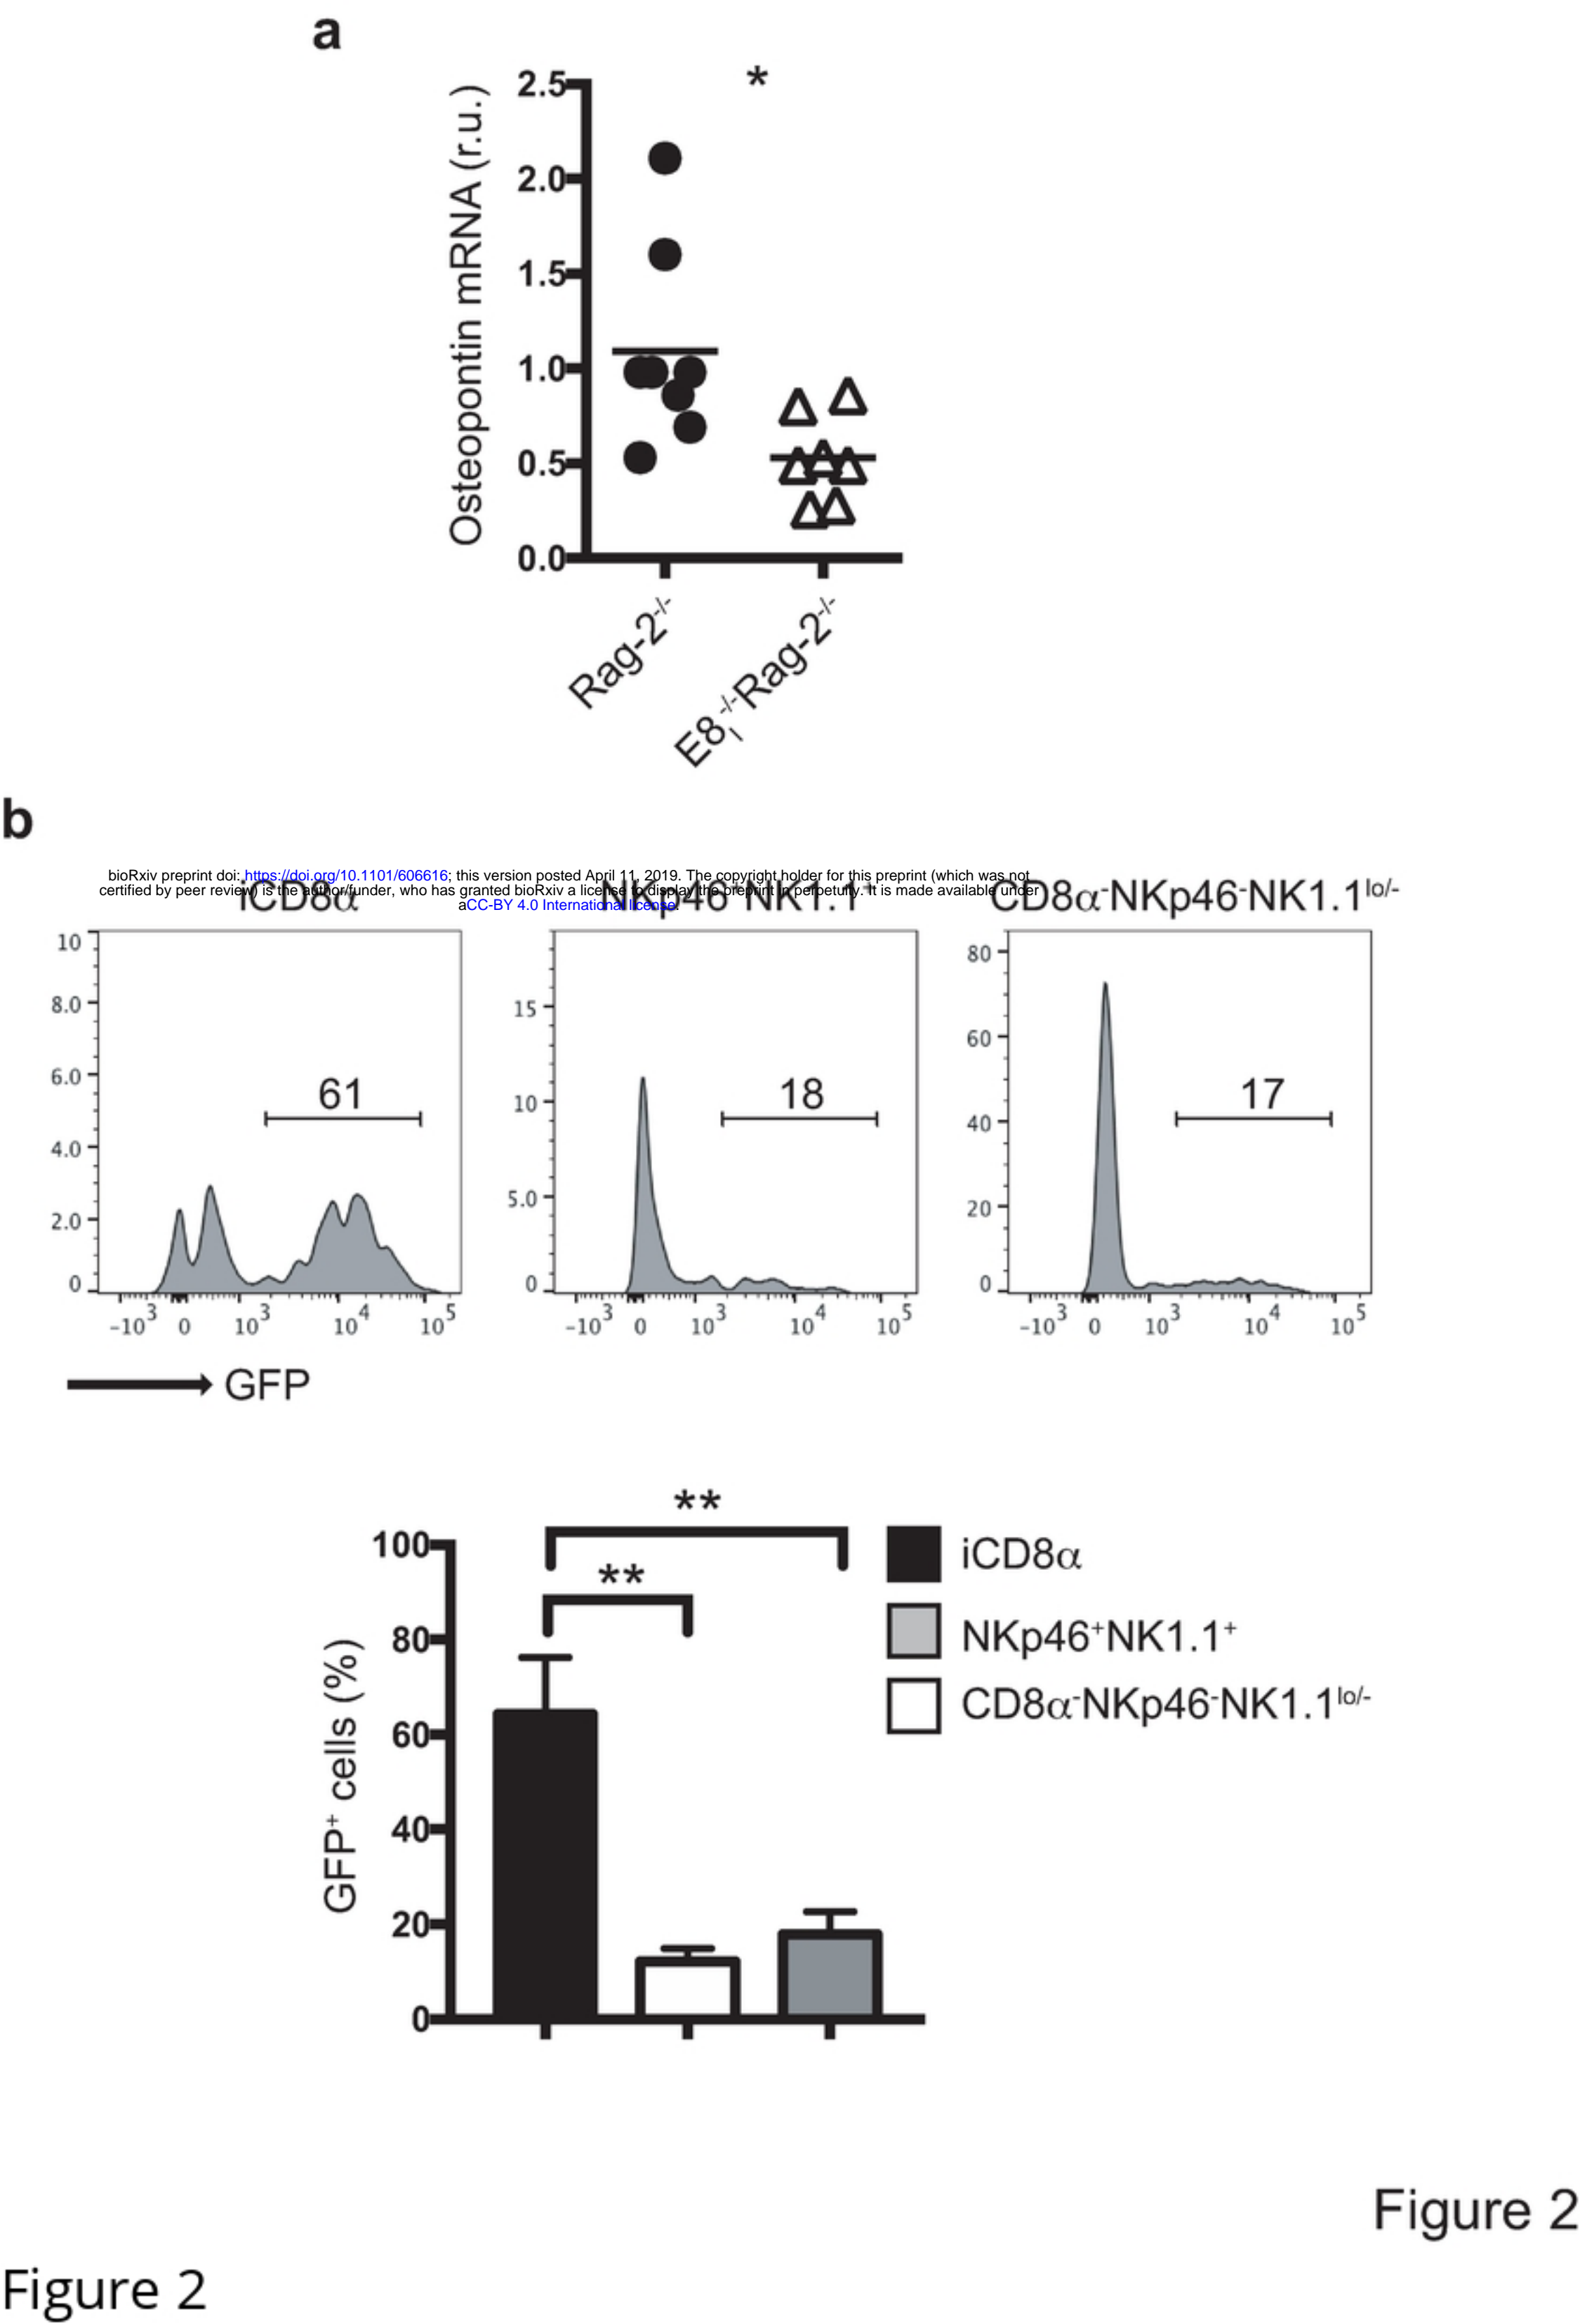 a
*
2.5
2.0
1.5
1.0
0.5
0.0
Osteopontin mRNA (r.u.)
Rag-2-/-
E8I-/-Rag-2-/-
b
bioRxiv preprint doi: https://doi.org/10.1101/606616; this version posted April 11, 2019. The copyright holder for this preprint (which was not
certified by peer review) is the author/funder, who has granted bioRxiv a license to display the preprint in perpetuity. It is made available under
aCC-BY 4.0 International license.
iCD8α NKp46+NK1.1+ CD8α-NKp46-NK1.1lo/-
10
8.0
6.0
4.0
2.0
0
61
-10³ 0 10³ 10⁴ 10⁵
15
10
5.0
0
18
-10³ 0 10³ 10⁴ 10⁵
80
60
40
20
0
17
-10³ 0 10³ 10⁴ 10⁵
GFP
**
**
100
80
60
40
20
0
GFP+ cells (%)
iCD8α
NKp46+NK1.1+
CD8α-NKp46-NK1.1lo/-
Figure 2
Figure 2